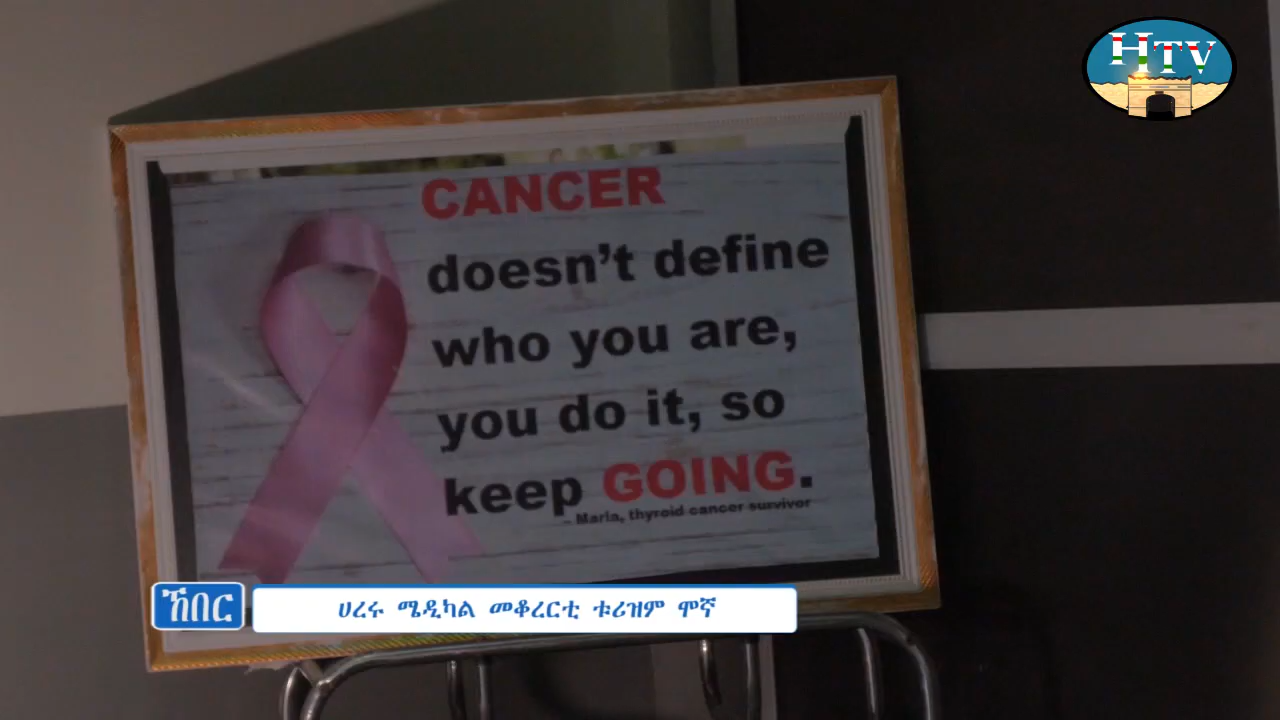 HTV
CANCER
doesn’t define
who you are,
you do it, so
keep GOING.
- Marla, thyroid cancer survivor
ኸበር
ሀረሩ ሜዲካል መቆረርቲ ቱሪዝም ሞኛ